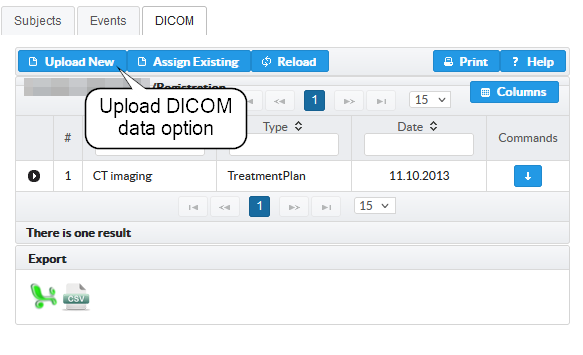 Subjects Events DICOM
Upload New Assign Existing Reload Print ? Help
/Registration
1 15 Columns
Upload DICOM
data option
# Type Date Commands
1 CT imaging TreatmentPlan 11.10.2013
1 15
There is one result
Export
CSV